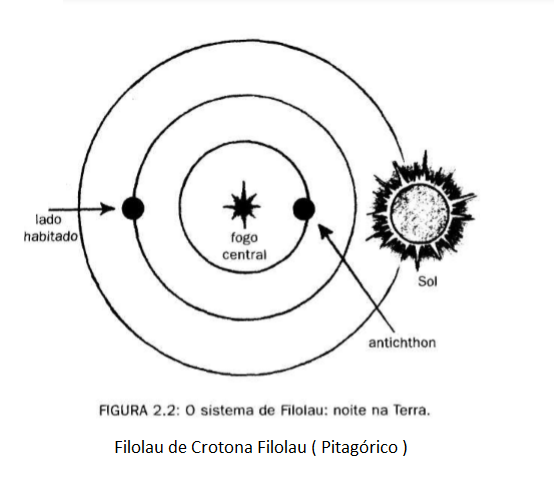 lado
habitado
fogo
central
Sol
antichthon
FIGURA 2.2: O sistema de Filolau: noite na Terra.
Filolau de Crotona Filolau ( Pitagórico )